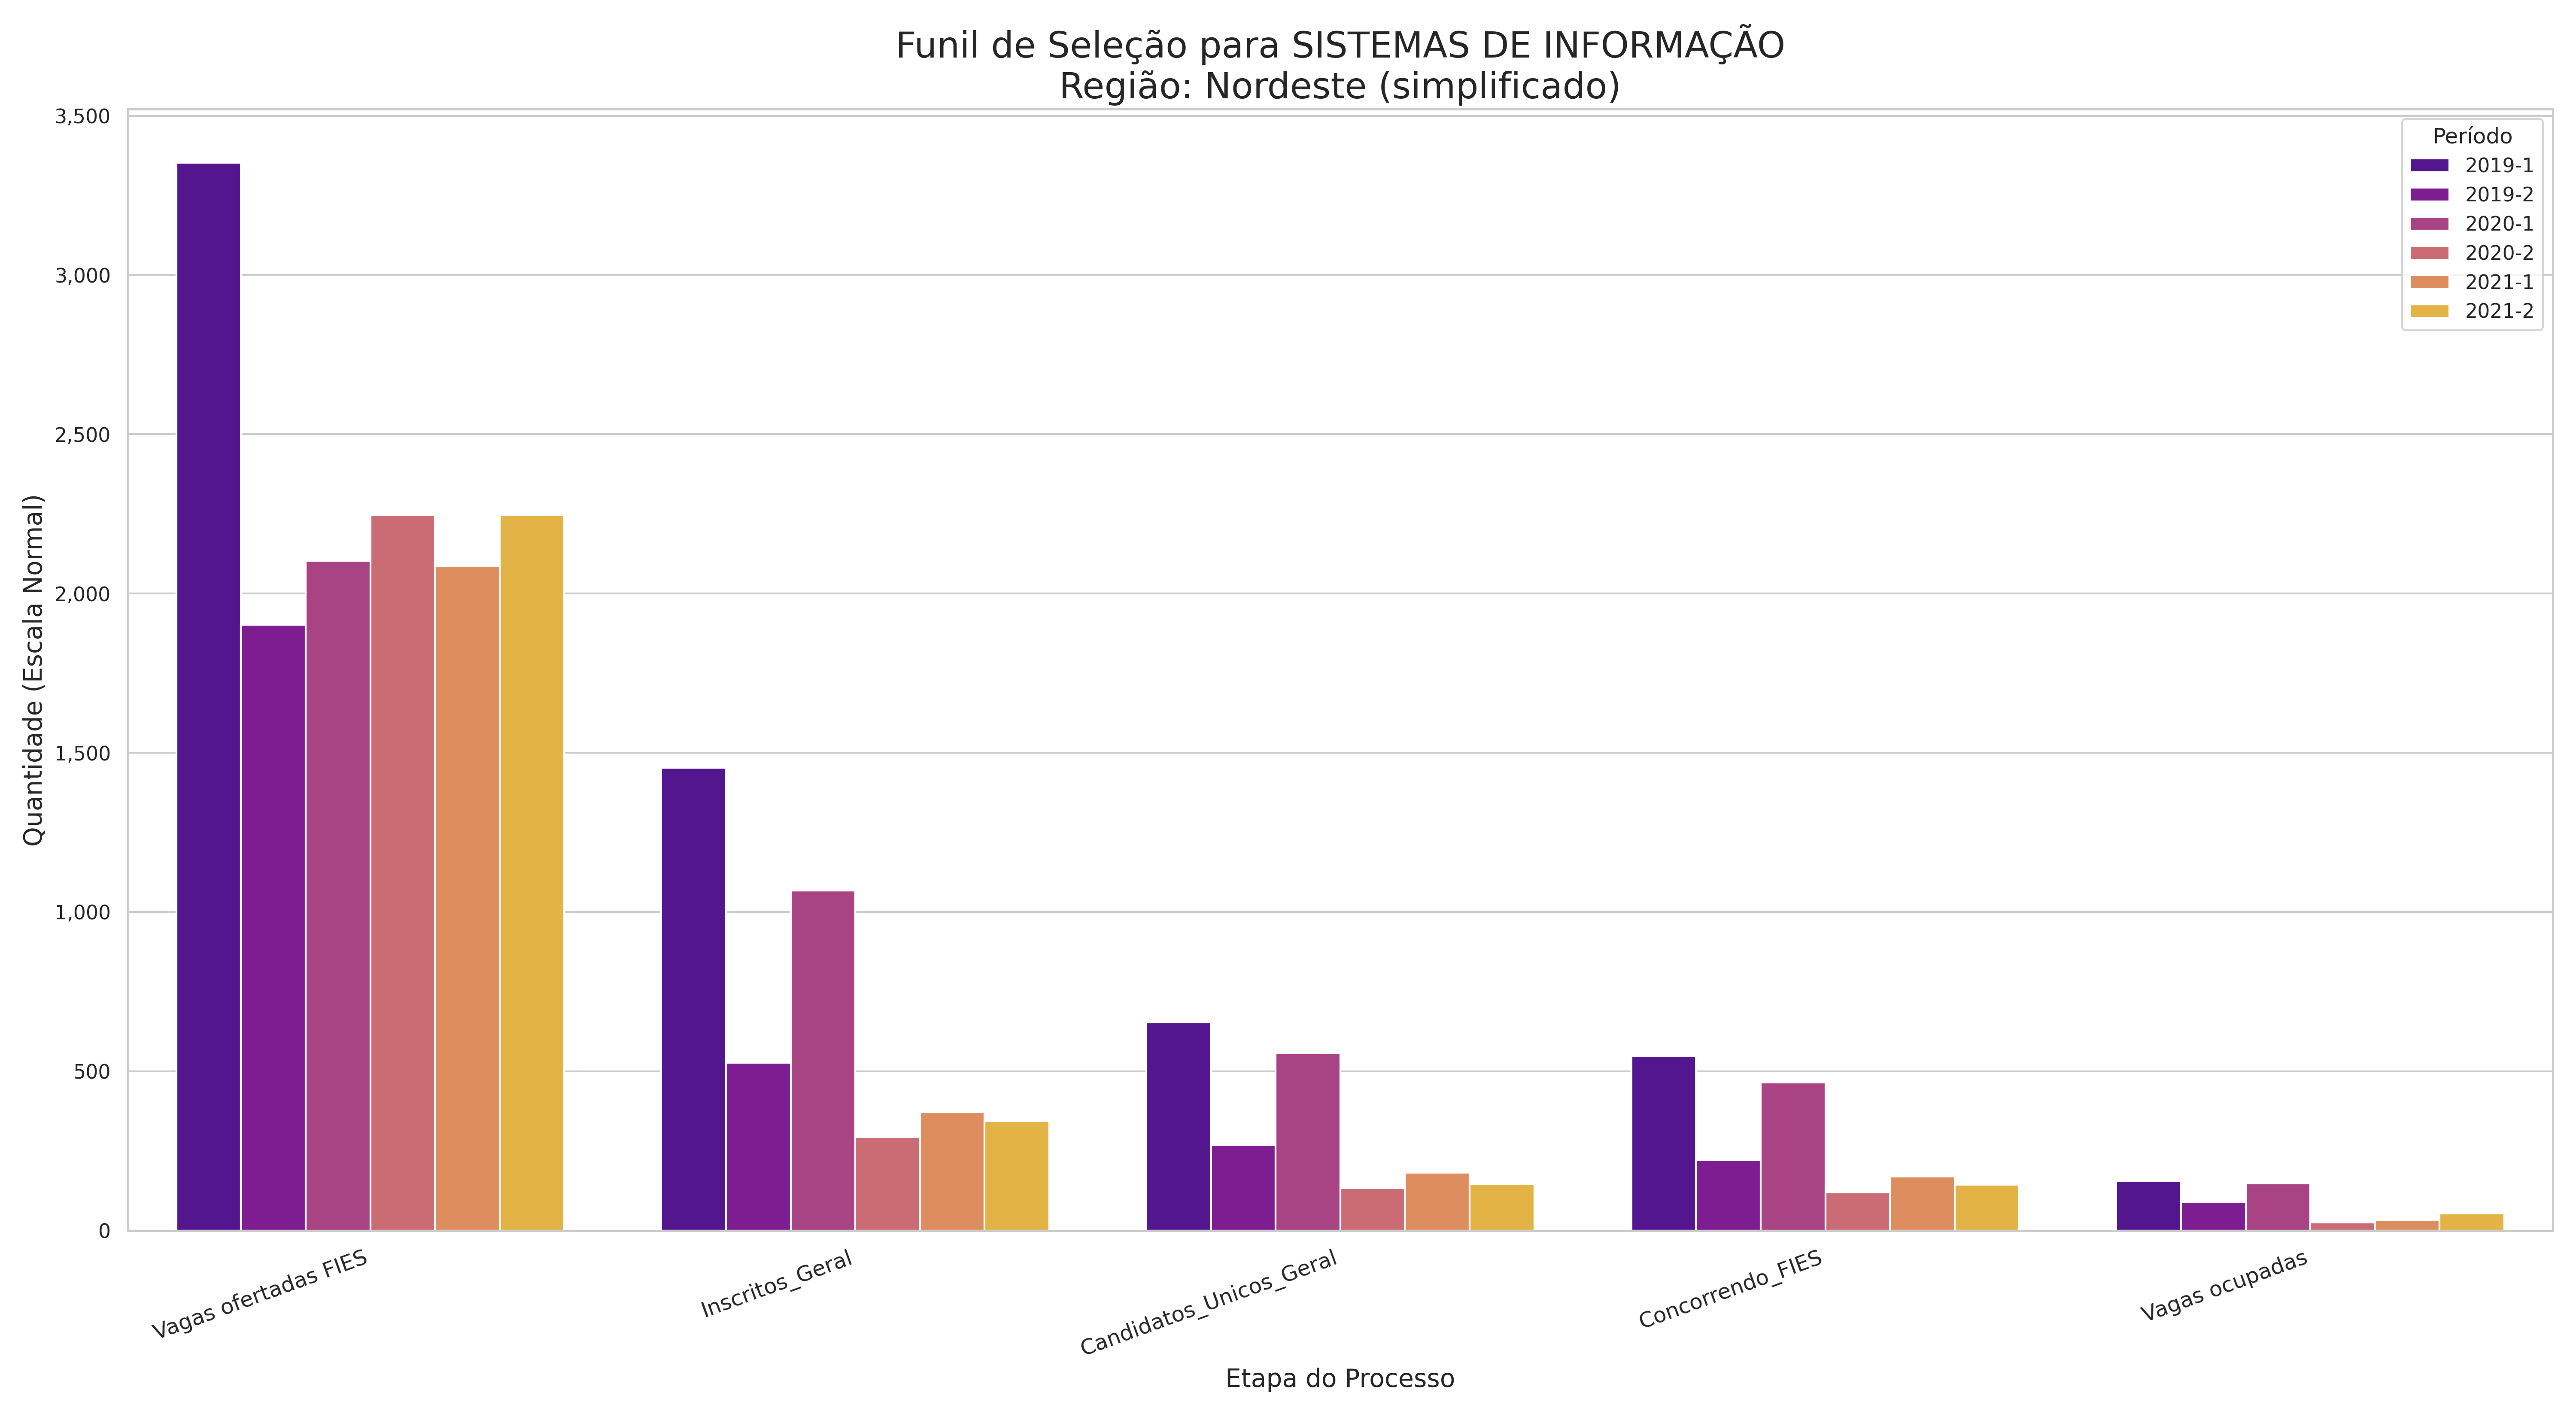 Funil de Seleção para SISTEMAS DE INFORMAÇÃO
Região: Nordeste (simplificado)
Quantidade (Escala Normal)
3,500
3,000
2,500
2,000
1,500
1,000
500
0
Período
2019-1
2019-2
2020-1
2020-2
2021-1
2021-2
Vagas ofertadas FIES
Inscritos_Geral
Candidatos_Unicos_Geral
Concorrendo_FIES
Vagas ocupadas
Etapa do Processo